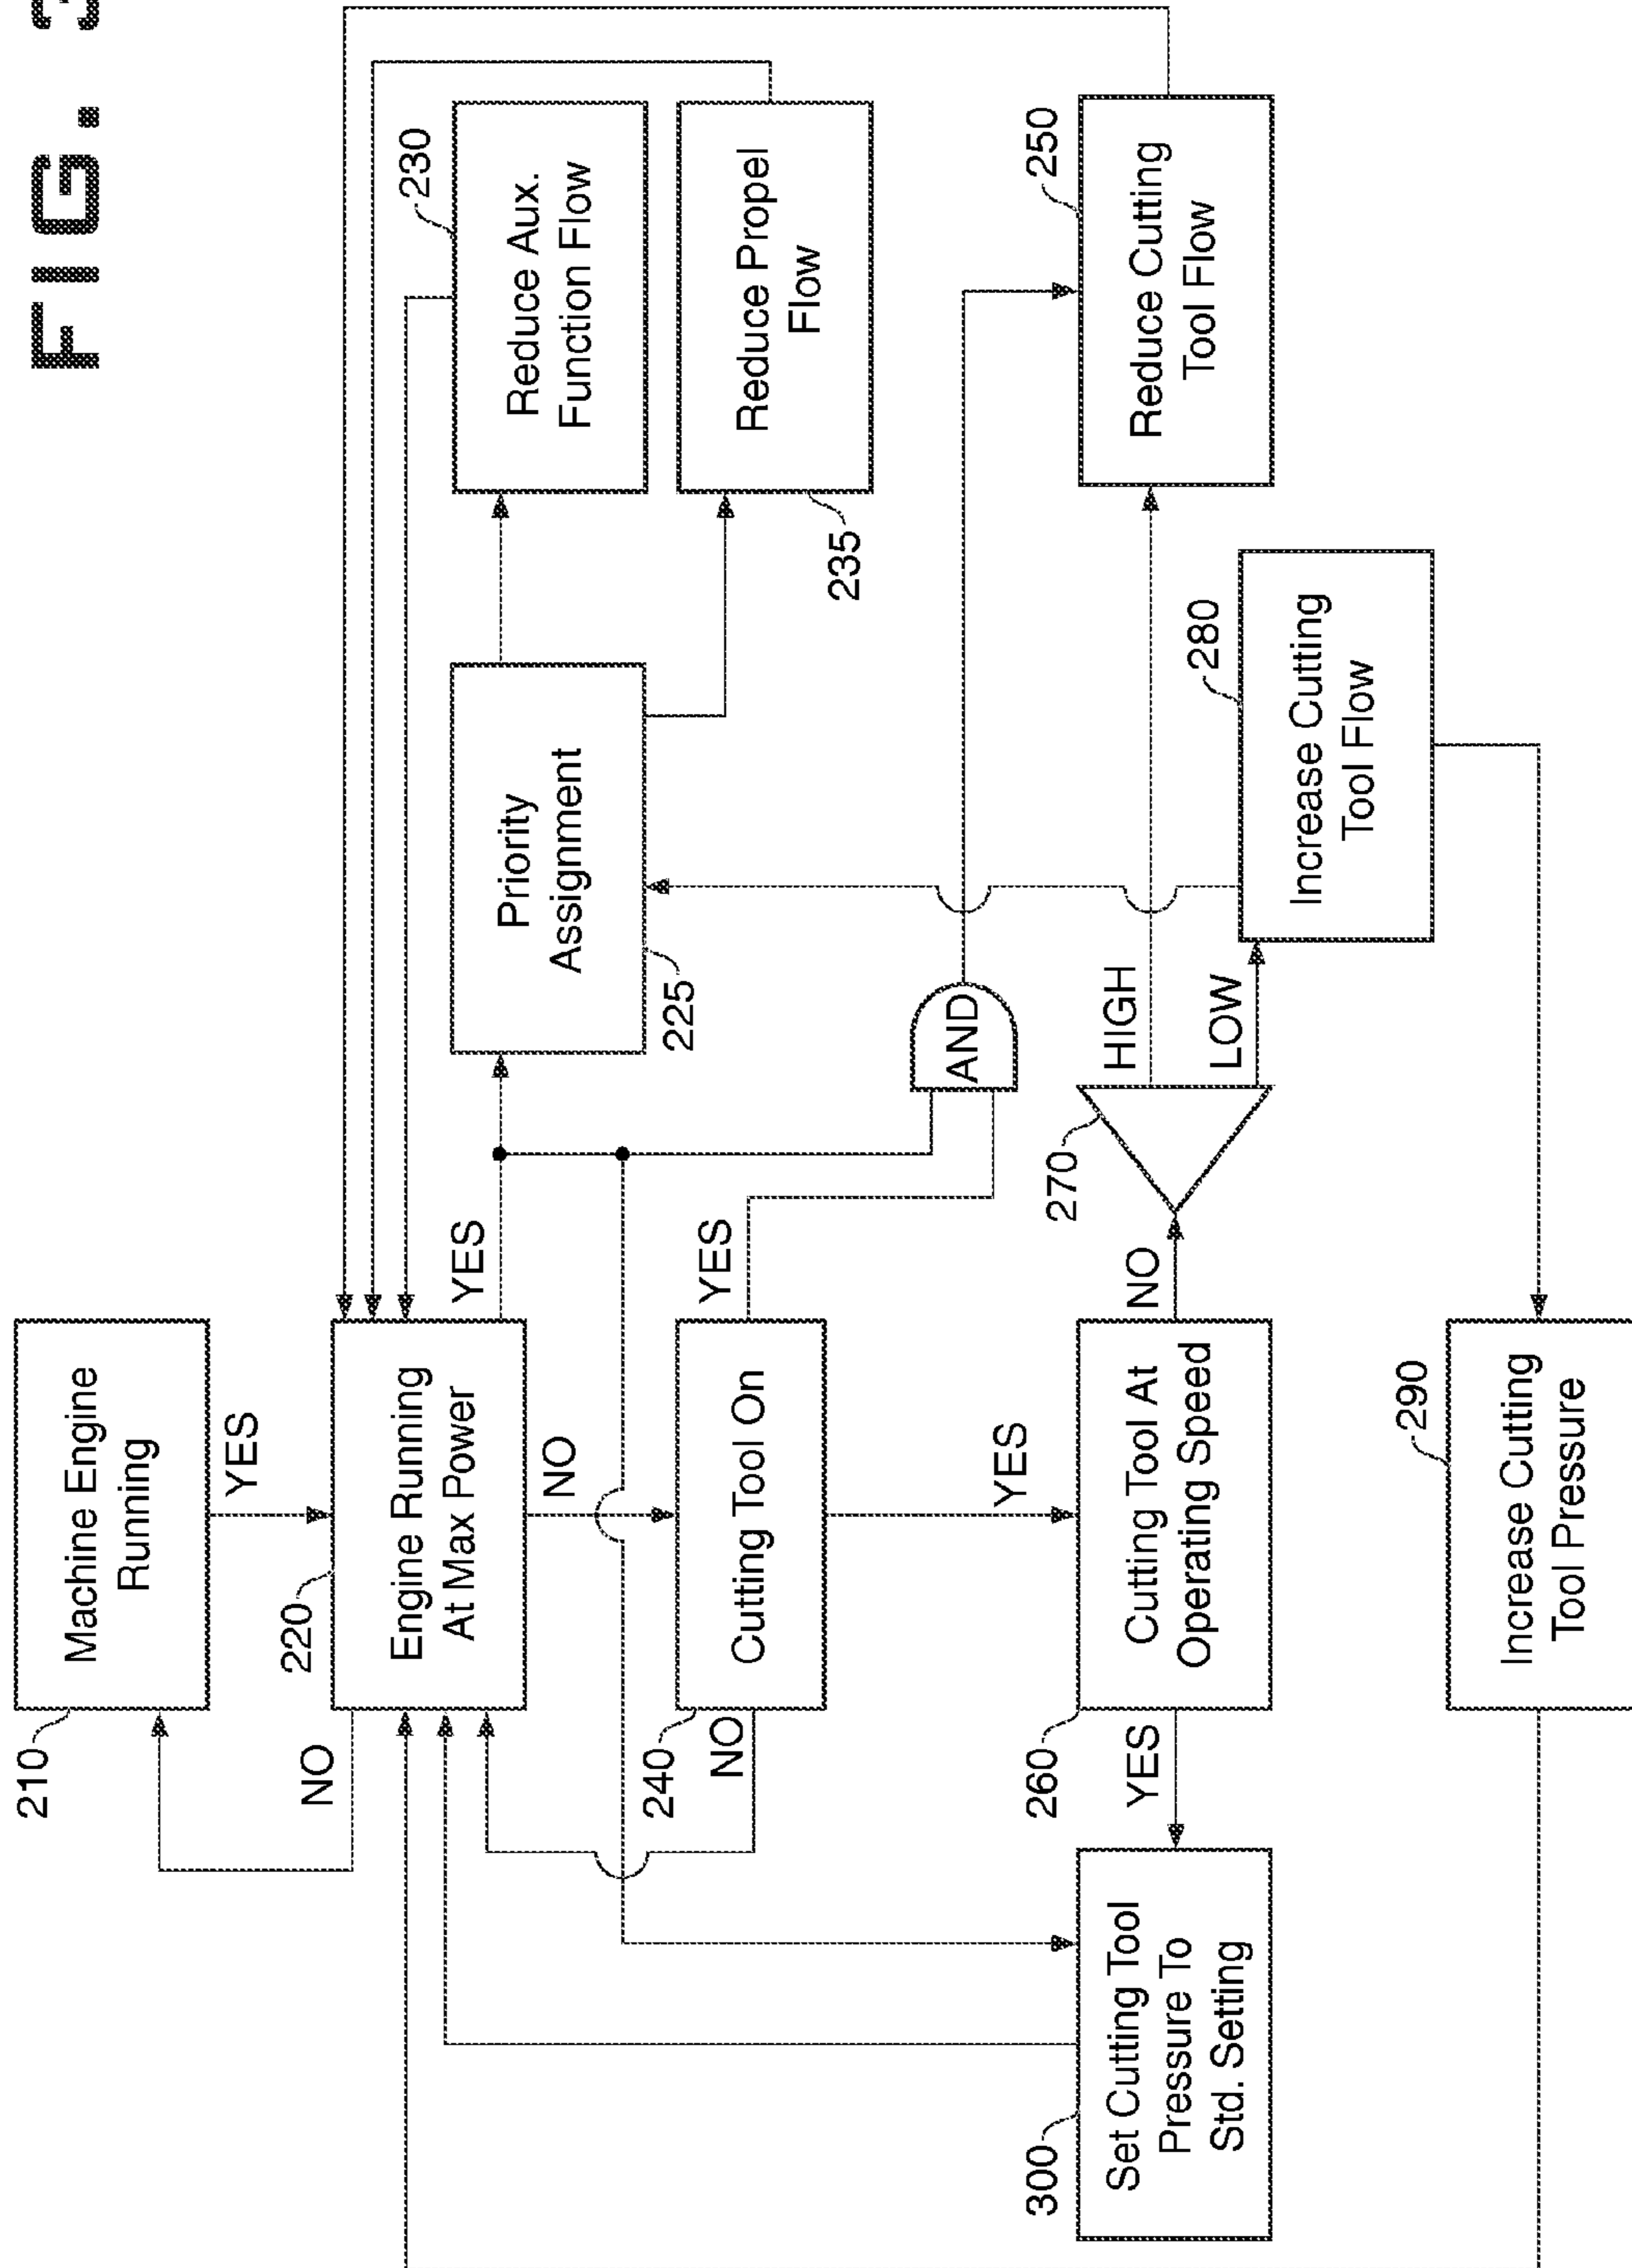 FIG. 3
210
Machine Engine
Running
YES
NO
220
Engine Running
At Max Power
YES
NO
Priority
Assignment
225
230
Reduce Aux.
Function Flow
Reduce Propel
Flow
235
240
NO
Cutting Tool On
YES
YES
AND
250
Reduce Cutting
Tool Flow
260
Cutting Tool At
Operating Speed
YES
NO
270
HIGH
LOW
280
Increase Cutting
Tool Flow
290
Increase Cutting
Tool Pressure
300
Set Cutting Tool
Pressure To
Std. Setting